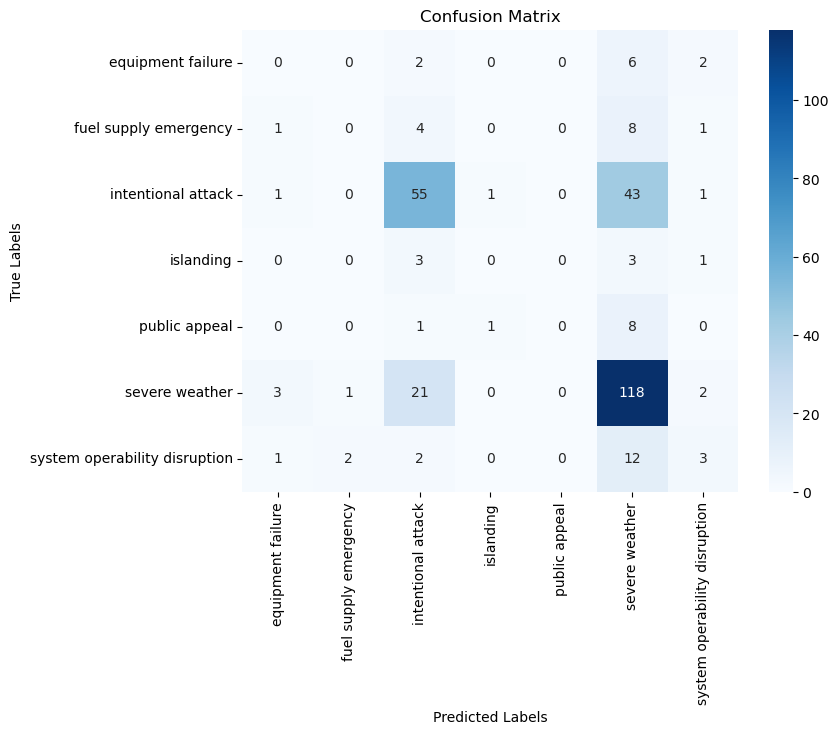 Confusion Matrix
True Labels
equipment failure 0 0 2 0 0 6 2
fuel supply emergency 1 0 4 0 0 8 1
intentional attack 1 0 55 1 0 43 1
islanding 0 0 3 0 0 3 1
public appeal 0 0 1 1 0 8 0
severe weather 3 1 21 0 0 118 2
system operability disruption 1 2 2 0 0 12 3
equipment failure
fuel supply emergency
intentional attack
islanding
public appeal
severe weather
system operability disruption
Predicted Labels
100
80
60
40
20
0